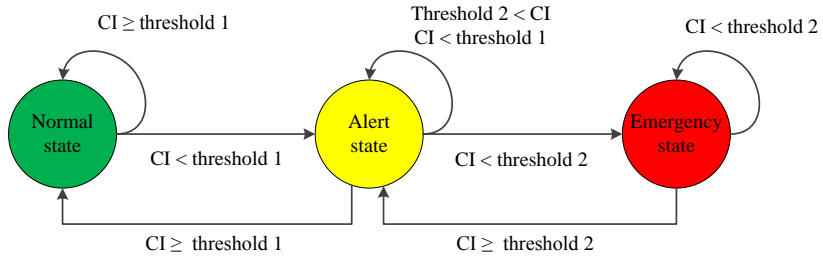 CI ≥ threshold 1
Threshold 2 < CI
CI < threshold 1
CI < threshold 2
Normal
state
Alert
state
Emergency
state
CI < threshold 1
CI < threshold 2
CI ≥ threshold 1
CI ≥ threshold 2